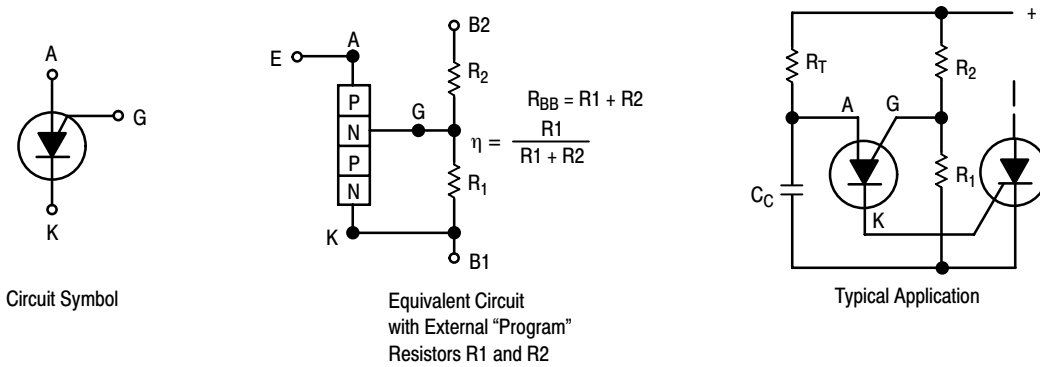 A
G
K
Circuit Symbol
B2
E
A
R2
P
N
P
N
G
RBB = R1 + R2
η = R1
R1 + R2
R1
K
B1
Equivalent Circuit
with External “Program”
Resistors R1 and R2
+
RT
R2
A
G
R1
CC
K
Typical Application